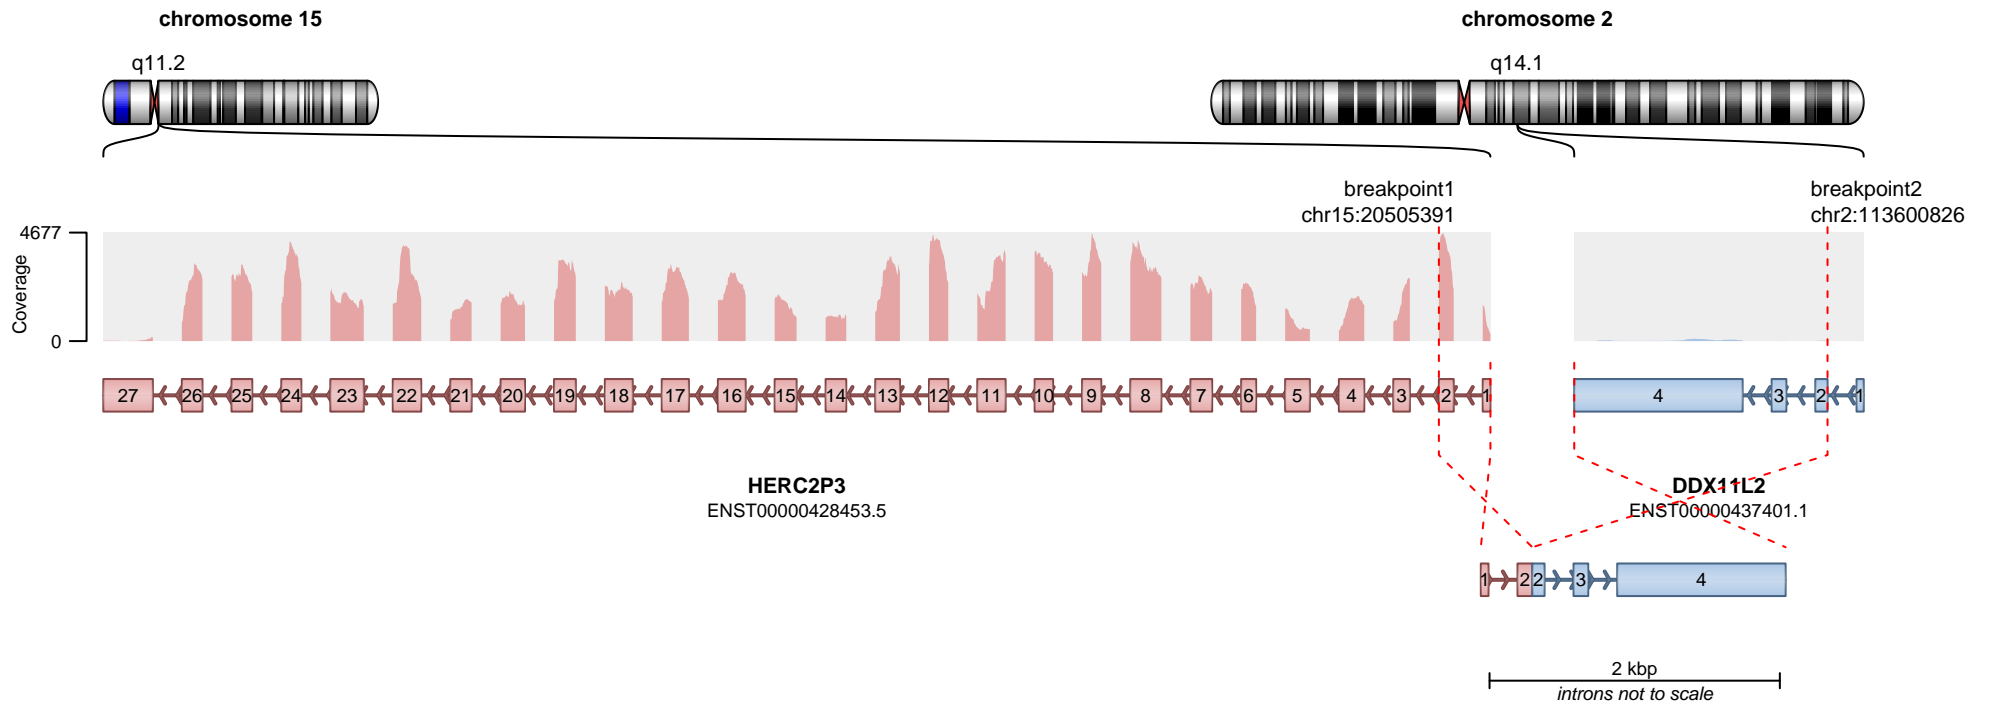 chromosome 15
chromosome 2
q11.2
q14.1
breakpoint1
chr15:20505391
breakpoint2
chr2:113600826
4677
Coverage
0
27 26 25 24 23 22 21 20 19 18 17 16 15 14 13 12 11 10 9 8 7 6 5 4 3 2 1
4 3 2 1
HERC2P3
ENST00000428453.5
DDX11L2
ENST00000437401.1
1 2 2 3 4
2 kbp
introns not to scale